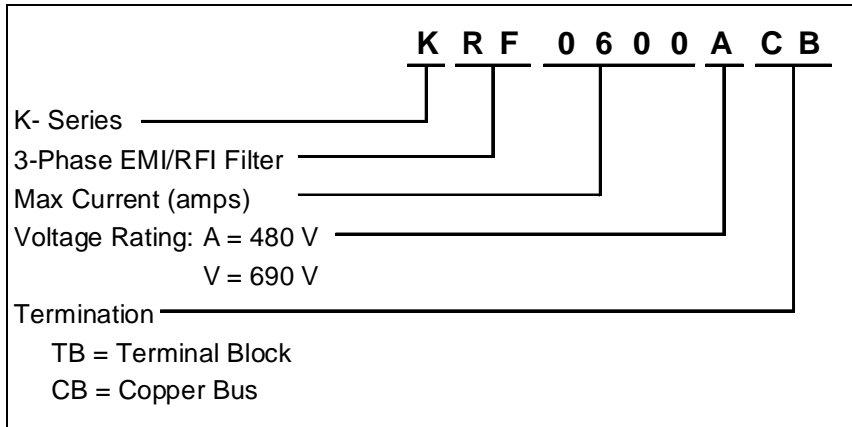 K R F 0 6 0 0 A C B
K- Series
3-Phase EMI/RFI Filter
Max Current (amps)
Voltage Rating: A = 480 V
V = 690 V
Termination
TB = Terminal Block
CB = Copper Bus